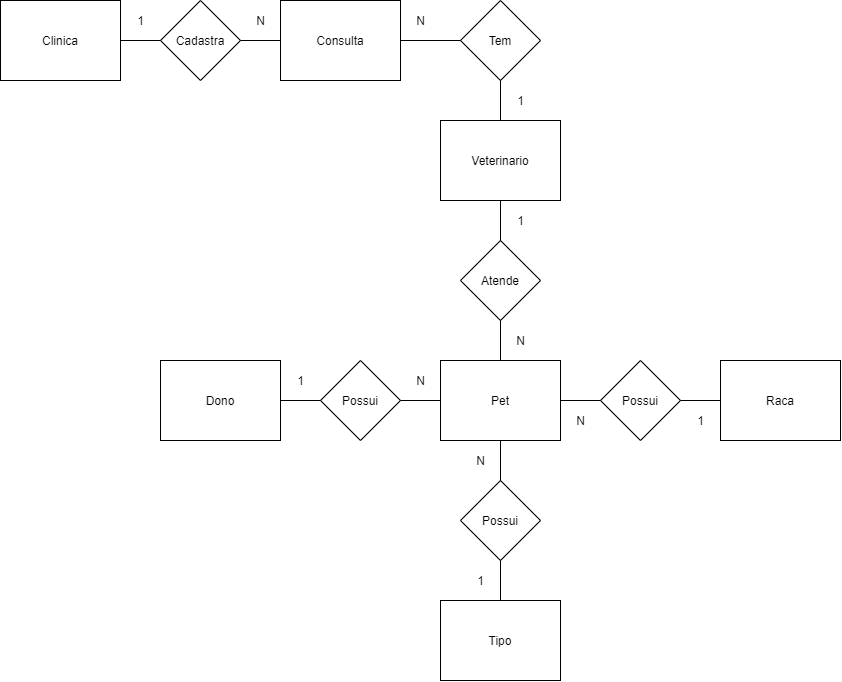 1
N
N
Clinica
Cadastra
Consulta
Tem
1
Veterinario
1
Atende
N
1
N
Dono
Possui
Pet
Possui
Raca
N
1
N
Possui
1
Tipo